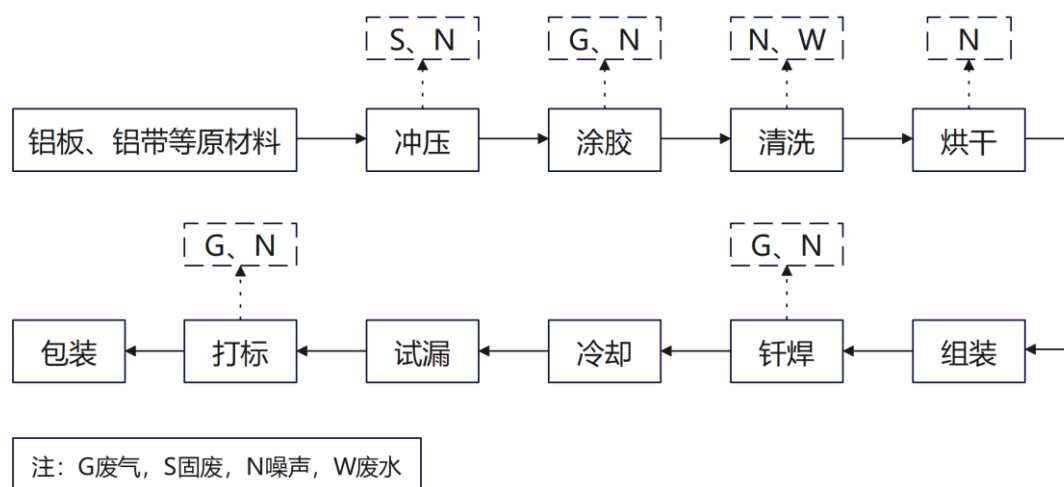 S、N
G、N
N、W
N
铝板、铝带等原材料
冲压
涂胶
清洗
烘干
G、N
G、N
包装
打标
试漏
冷却
钎焊
组装
注：G废气，S固废，N噪声，W废水